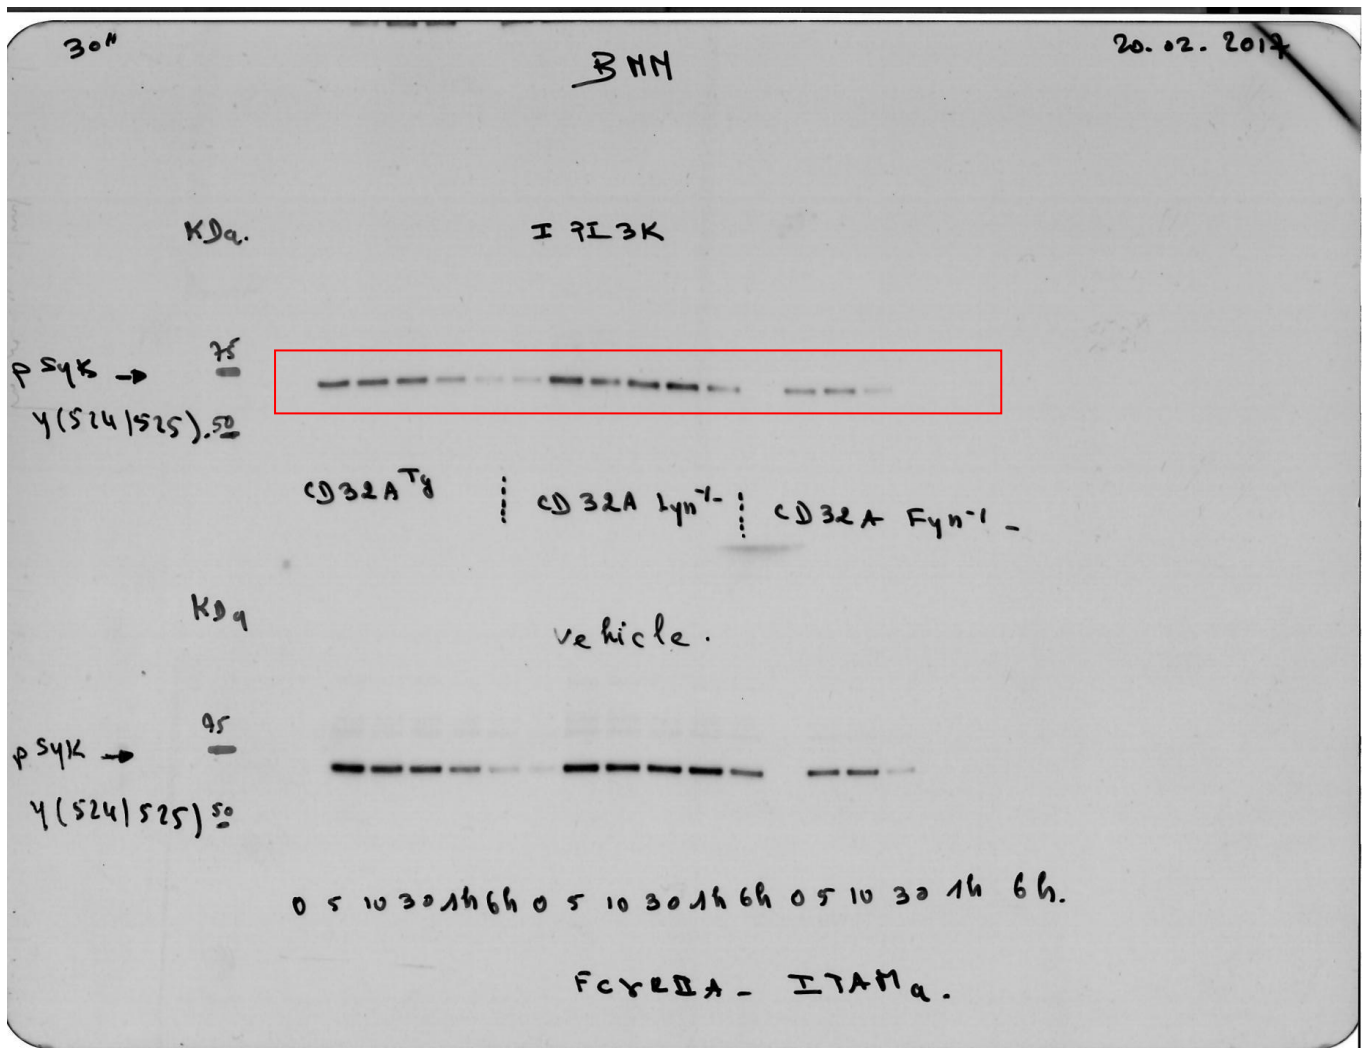 30"
BMM
20.02.2017
KDa.
I PI3K
75
p Syk →
Y(524/525).50
CD32A Tg ⋮ CD32A Lyn-/- ⋮ CD32A Fyn-/-
KDa
vehicle.
95
p Syk →
Y(524/525) 50
0 5 10 30 1h 6h 0 5 10 30 1h 6h 0 5 10 30 1h 6h.
FcγRIIA - ITAMa.